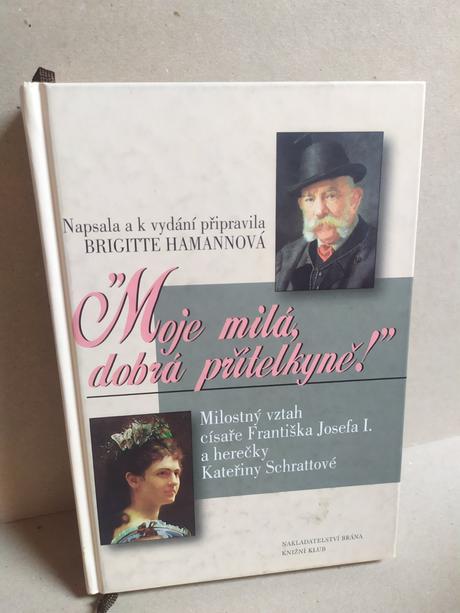 Napsala a k vydání připravila
BRIGITTE HAMANNOVÁ
"Moje milá,
dobrá přítelkyně!"
Milostný vztah
císaře Františka Josefa I.
a herečky
Kateřiny Schrattové
NAKLADATELSTVÍ BRÁNA
KNIŽNÍ KLUB